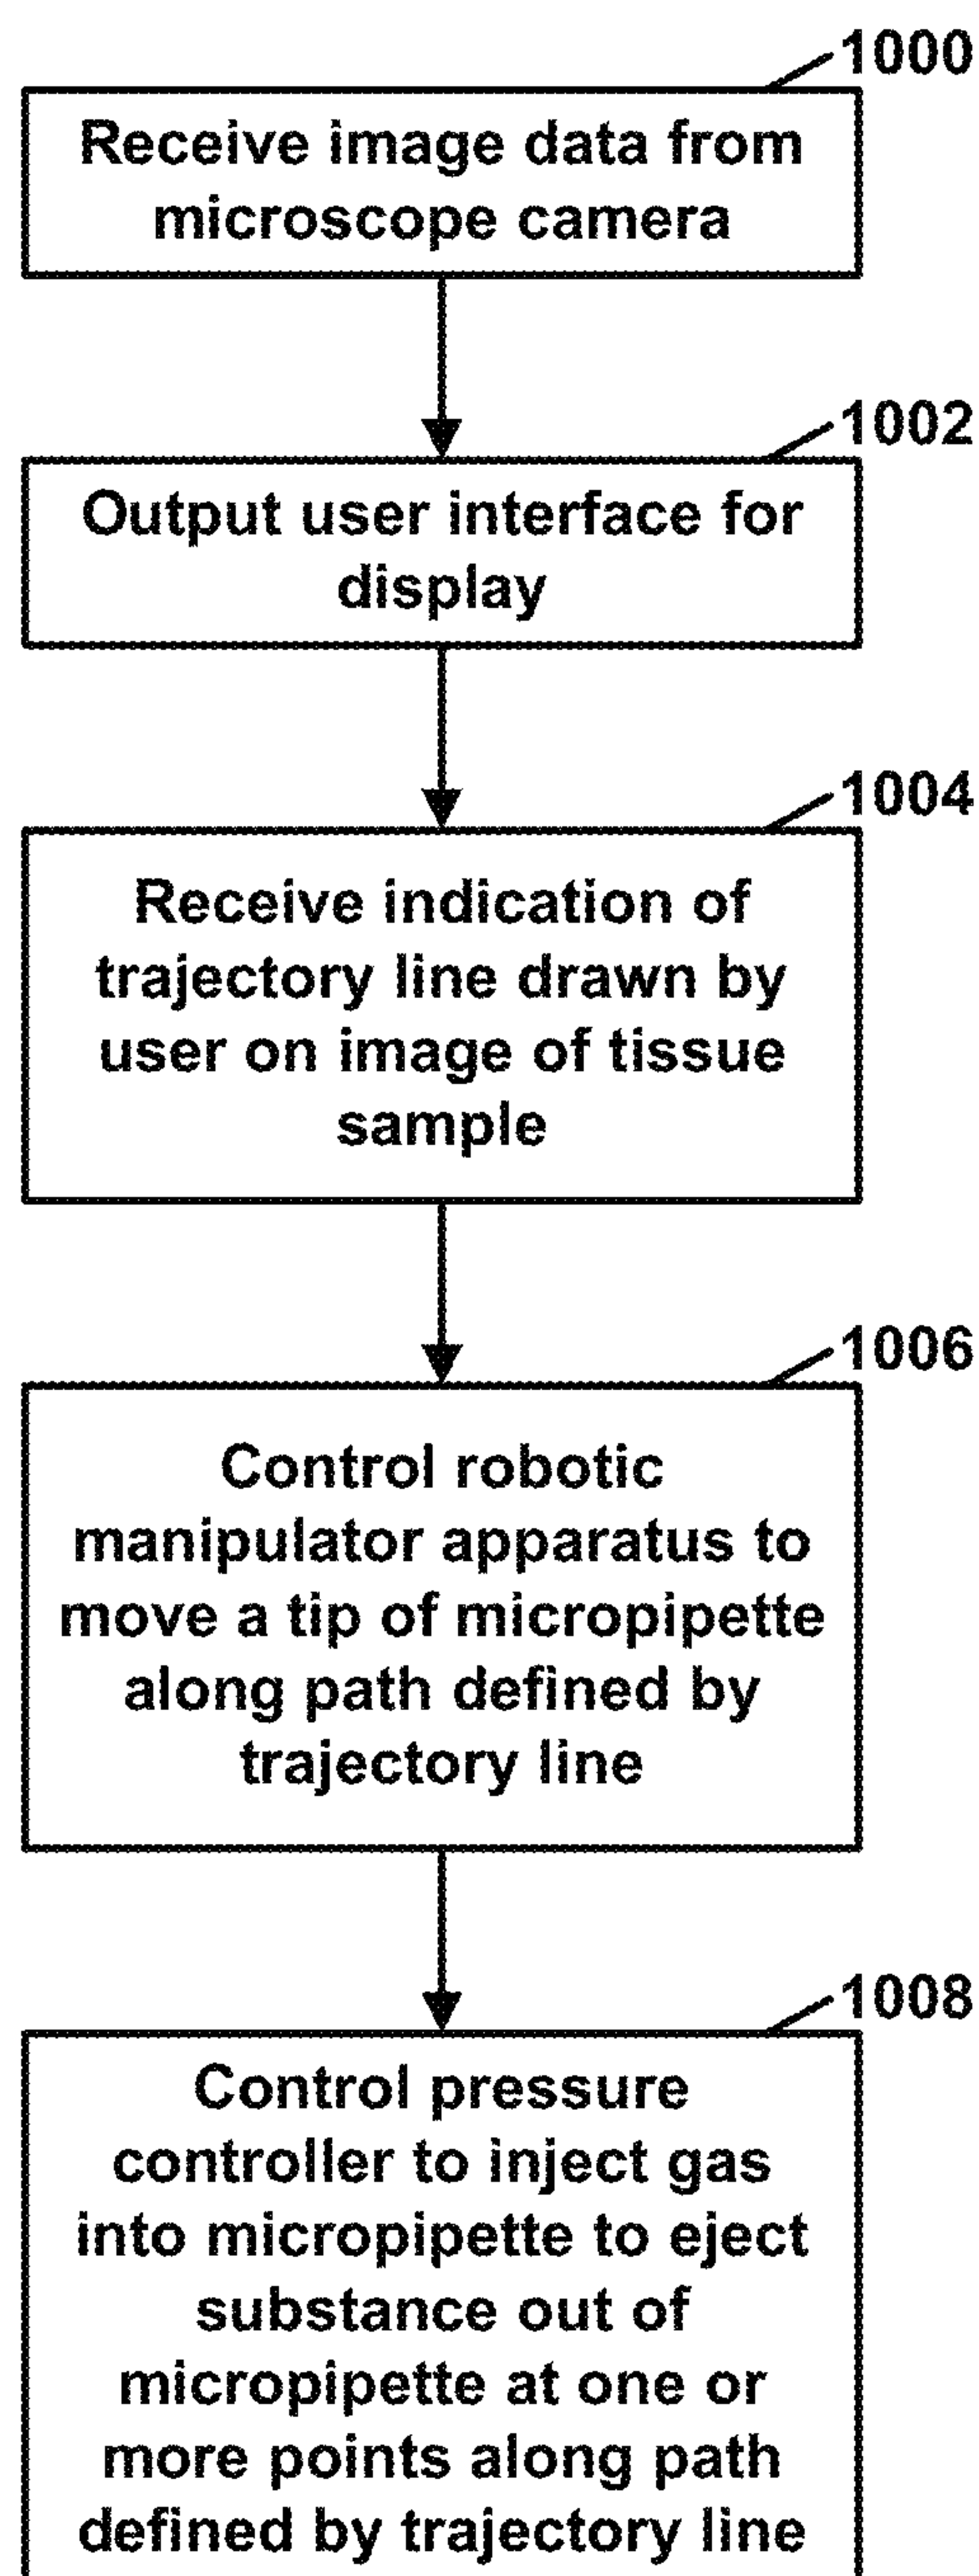 1000
Receive image data from
microscope camera
1002
Output user interface for
display
1004
Receive indication of
trajectory line drawn by
user on image of tissue
sample
1006
Control robotic
manipulator apparatus to
move a tip of micropipette
along path defined by
trajectory line
1008
Control pressure
controller to inject gas
into micropipette to eject
substance out of
micropipette at one or
more points along path
defined by trajectory line